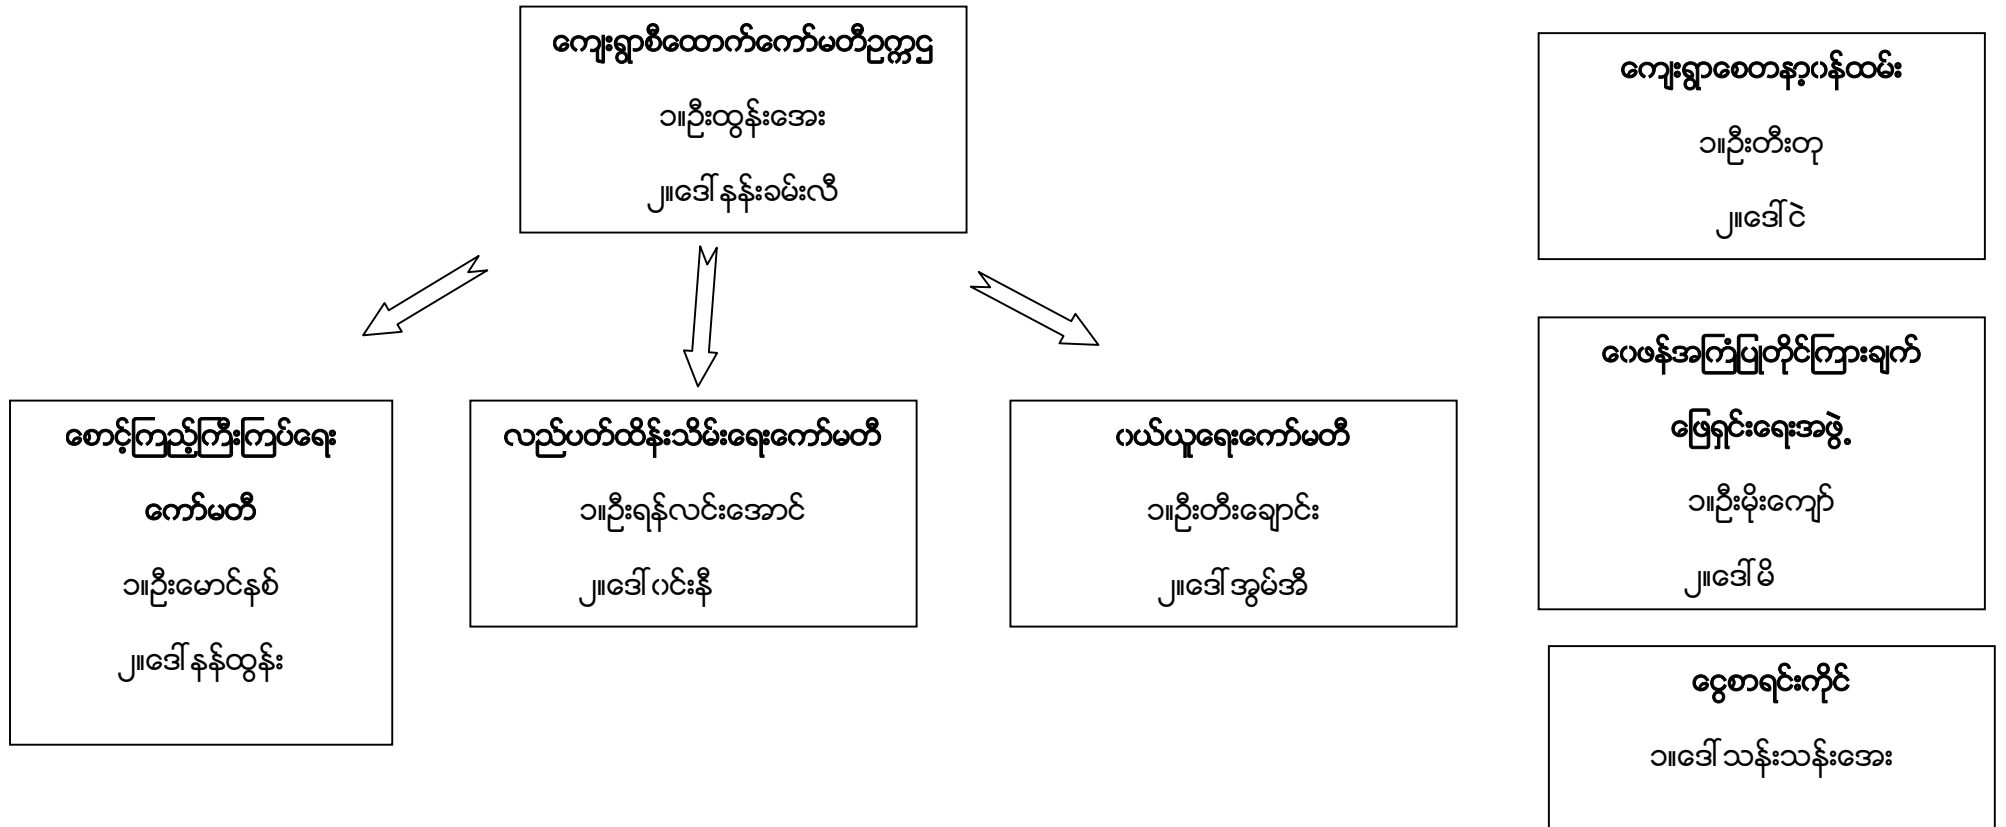 ကျေးရွာစီထောက်ကော်မတီဥက္ကဌ
၁။ဦးထွန်းအေး
၂။ဒေါ်နန်းခမ်းလီ
ကျေးရွာစေတနာ့ဝန်ထမ်း
၁။ဦးတီးတု
၂။ဒေါ်ငဲ
စောင့်ကြည့်ကြီးကြပ်ရေး
ကော်မတီ
၁။ဦးမောင်နှစ်
၂။ဒေါ်နန်ထွန်း
လည်ပတ်ထိန်းသိမ်းရေးကော်မတီ
၁။ဦးရန်လင်းအောင်
၂။ဒေါ်ဝင်းနီ
ဝယ်ယူရေးကော်မတီ
၁။ဦးတီးချောင်း
၂။ဒေါ်အွမ်အီ
ဝေဖန်အကြံပြုတိုင်ကြားချက်
ဖြေရှင်းရေးအဖွဲ့
၁။ဦးမိုးကျော်
၂။ဒေါ်မိ
ငွေစာရင်းကိုင်
၁။ဒေါ်သန်းသန်းအေး